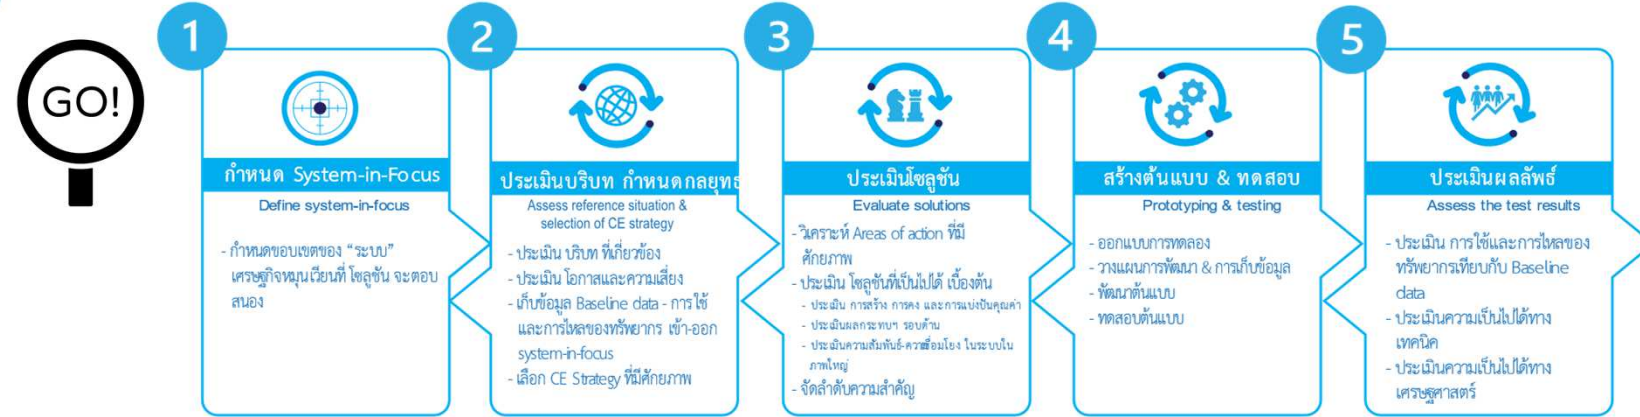 GO!
1
กำหนด System-in-Focus
Define system-in-focus
- กำหนดขอบเขตของ “ระบบ”
เศรษฐกิจหมุนเวียนที่ โซลูชัน จะตอบ
สนอง
2
ประเมินบริบท กำหนดกลยุทธ
Assess reference situation &
selection of CE strategy
- ประเมิน บริบท ที่เกี่ยวข้อง
- ประเมิน โอกาสและความเสี่ยง
- เก็บข้อมูล Baseline data - การใช้
และการไหลของทรัพยากร เข้า-ออก
system-in-focus
- เลือก CE Strategy ที่มีศักยภาพ
3
ประเมินโซลูชัน
Evaluate solutions
- วิเคราะห์ Areas of action ที่มี
ศักยภาพ
- ประเมิน โซลูชันที่เป็นไปได้ เบื้องต้น
- ประเมิน การสร้าง การคง และการแบ่งปันคุณค่า
- ประเมินผลกระทบฯ รอบด้าน
- ประเมินความสัมพันธ์-ความเชื่อมโยง ในระบบใน
ภาพใหญ่
- จัดลำดับความสำคัญ
4
สร้างต้นแบบ & ทดสอบ
Prototyping & testing
- ออกแบบการทดลอง
- วางแผนการพัฒนา & การเก็บข้อมูล
- พัฒนาต้นแบบ
- ทดสอบต้นแบบ
5
ประเมินผลลัพธ์
Assess the test results
- ประเมิน การใช้และการไหลของ
ทรัพยากรเทียบกับ Baseline
data
- ประเมินความเป็นไปได้ทาง
เทคนิค
- ประเมินความเป็นไปได้ทาง
เศรษฐศาสตร์